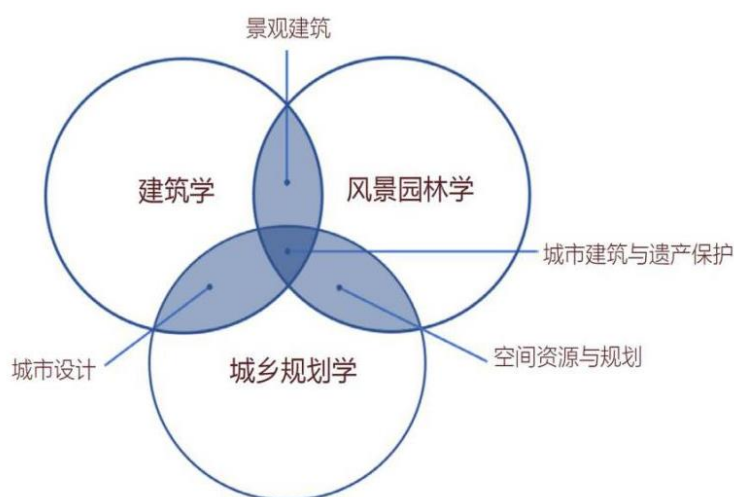 景观建筑
建筑学
风景园林学
城市建筑与遗产保护
城市设计
城乡规划学
空间资源与规划